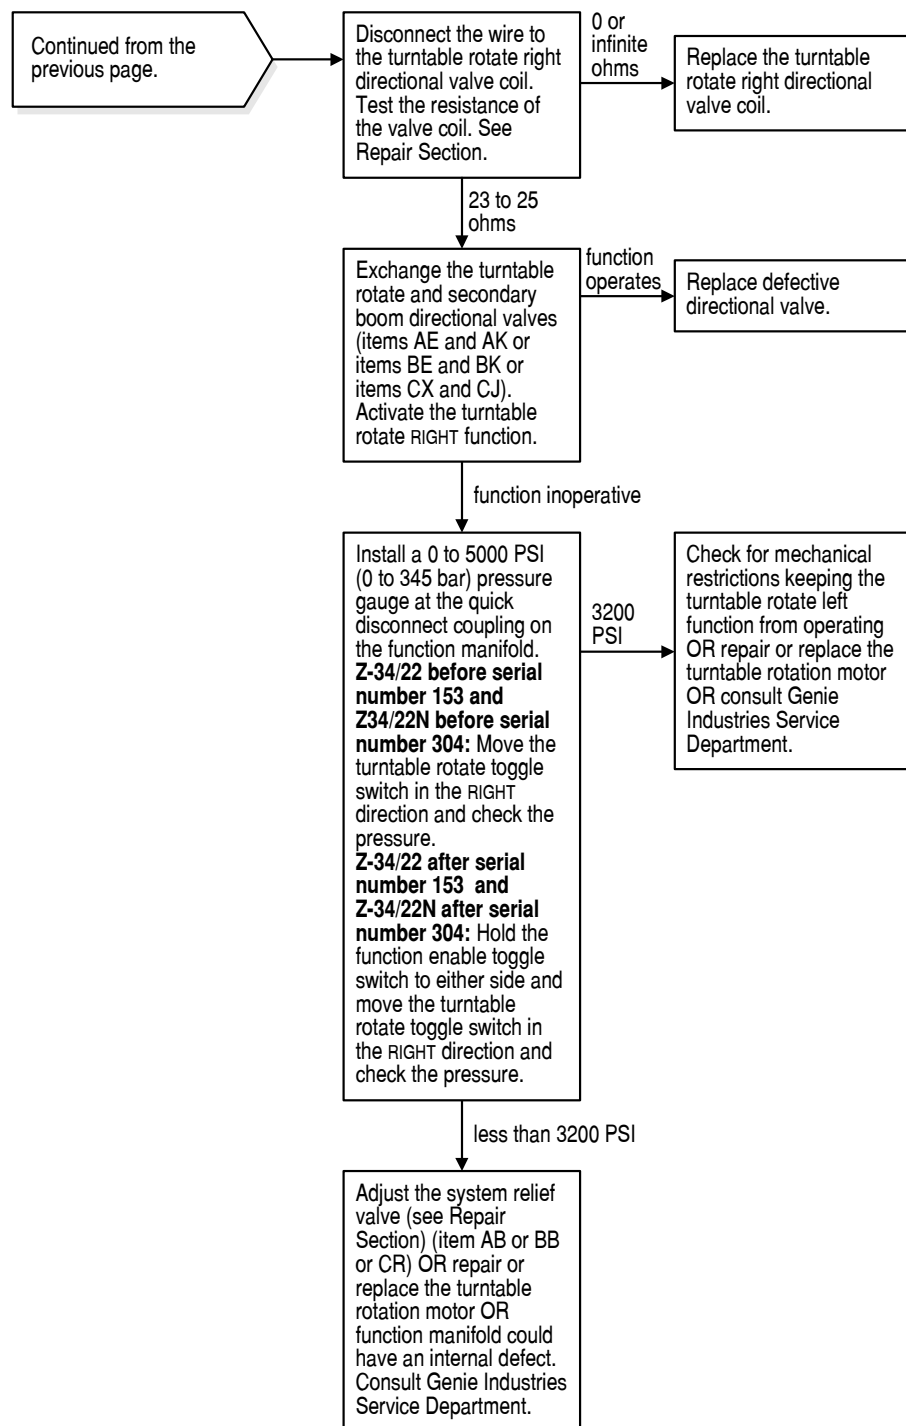 Continued from the
previous page.
Disconnect the wire to
the turntable rotate right
directional valve coil.
Test the resistance of
the valve coil. See
Repair Section.
0 or
infinite
ohms
Replace the turntable
rotate right directional
valve coil.
23 to 25
ohms
Exchange the turntable
rotate and secondary
boom directional valves
(items AE and AK or
items BE and BK or
items CX and CJ).
Activate the turntable
rotate RIGHT function.
function
operates
Replace defective
directional valve.
function inoperative
Install a 0 to 5000 PSI
(0 to 345 bar) pressure
gauge at the quick
disconnect coupling on
the function manifold.
Z-34/22 before serial
number 153 and
Z34/22N before serial
number 304: Move the
turntable rotate toggle
switch in the RIGHT
direction and check the
pressure.
Z-34/22 after serial
number 153  and
Z-34/22N after serial
number 304: Hold the
function enable toggle
switch to either side and
move the turntable
rotate toggle switch in
the RIGHT direction and
check the pressure.
3200
PSI
Check for mechanical
restrictions keeping the
turntable rotate left
function from operating
OR repair or replace the
turntable rotation motor
OR consult Genie
Industries Service
Department.
less than 3200 PSI
Adjust the system relief
valve (see Repair
Section) (item AB or BB
or CR) OR repair or
replace the turntable
rotation motor OR
function manifold could
have an internal defect.
Consult Genie Industries
Service Department.